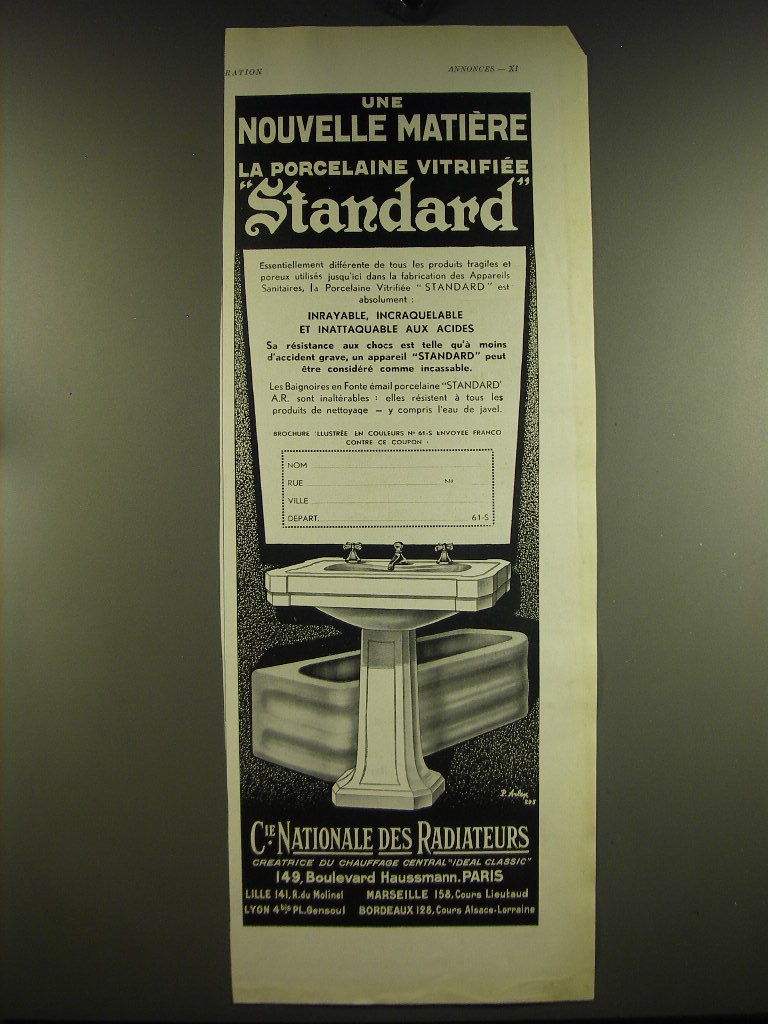 RATION
ANNONCES — XI
UNE
NOUVELLE MATIÈRE
LA PORCELAINE VITRIFIÉE
"Standard"
Essentiellement différente de tous les produits fragiles et
poreux utilisés jusqu'ici dans la fabrication des Appareils
Sanitaires, la Porcelaine Vitrifiée "STANDARD" est
absolument :
INRAYABLE, INCRAQUELABLE
ET INATTAQUABLE AUX ACIDES
Sa résistance aux chocs est telle qu'à moins
d'accident grave, un appareil "STANDARD" peut
être considéré comme incassable.
Les Baignoires en Fonte émail porcelaine "STANDARD'
A.R. sont inaltérables : elles résistent à tous les
produits de nettoyage — y compris l'eau de javel.
BROCHURE ILLUSTRÉE EN COULEURS N° 61-S ENVOYEE FRANCO
CONTRE CE COUPON :
NOM
RUE N°
VILLE
DEPART. 61-S
P. Arlex
Cie NATIONALE DES RADIATEURS
CREATRICE DU CHAUFFAGE CENTRAL "IDEAL CLASSIC"
149, Boulevard Haussmann. PARIS
LILLE 141, R.du Molinel MARSEILLE 158, Cours Lieutaud
LYON 4bis PL.Gensoul BORDEAUX 128, Cours Alsace-Lorraine